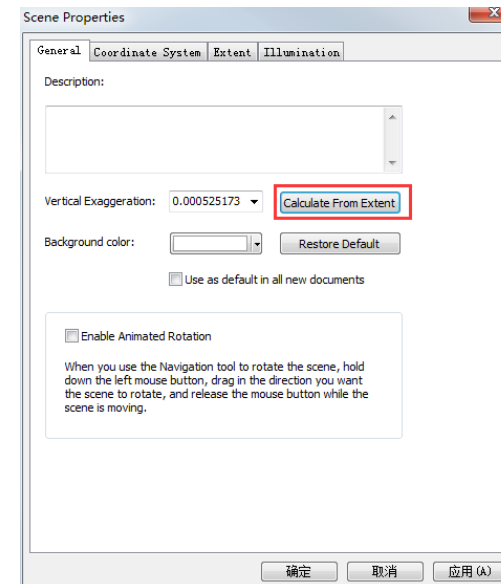 Scene Properties
General Coordinate System Extent Illumination
Description:
Vertical Exaggeration: 0.000525173 Calculate From Extent
Background color: Restore Default
Use as default in all new documents
Enable Animated Rotation
When you use the Navigation tool to rotate the scene, hold
down the left mouse button, drag in the direction you want
the scene to rotate, and release the mouse button while the
scene is moving.
确定 取消 应用(A)